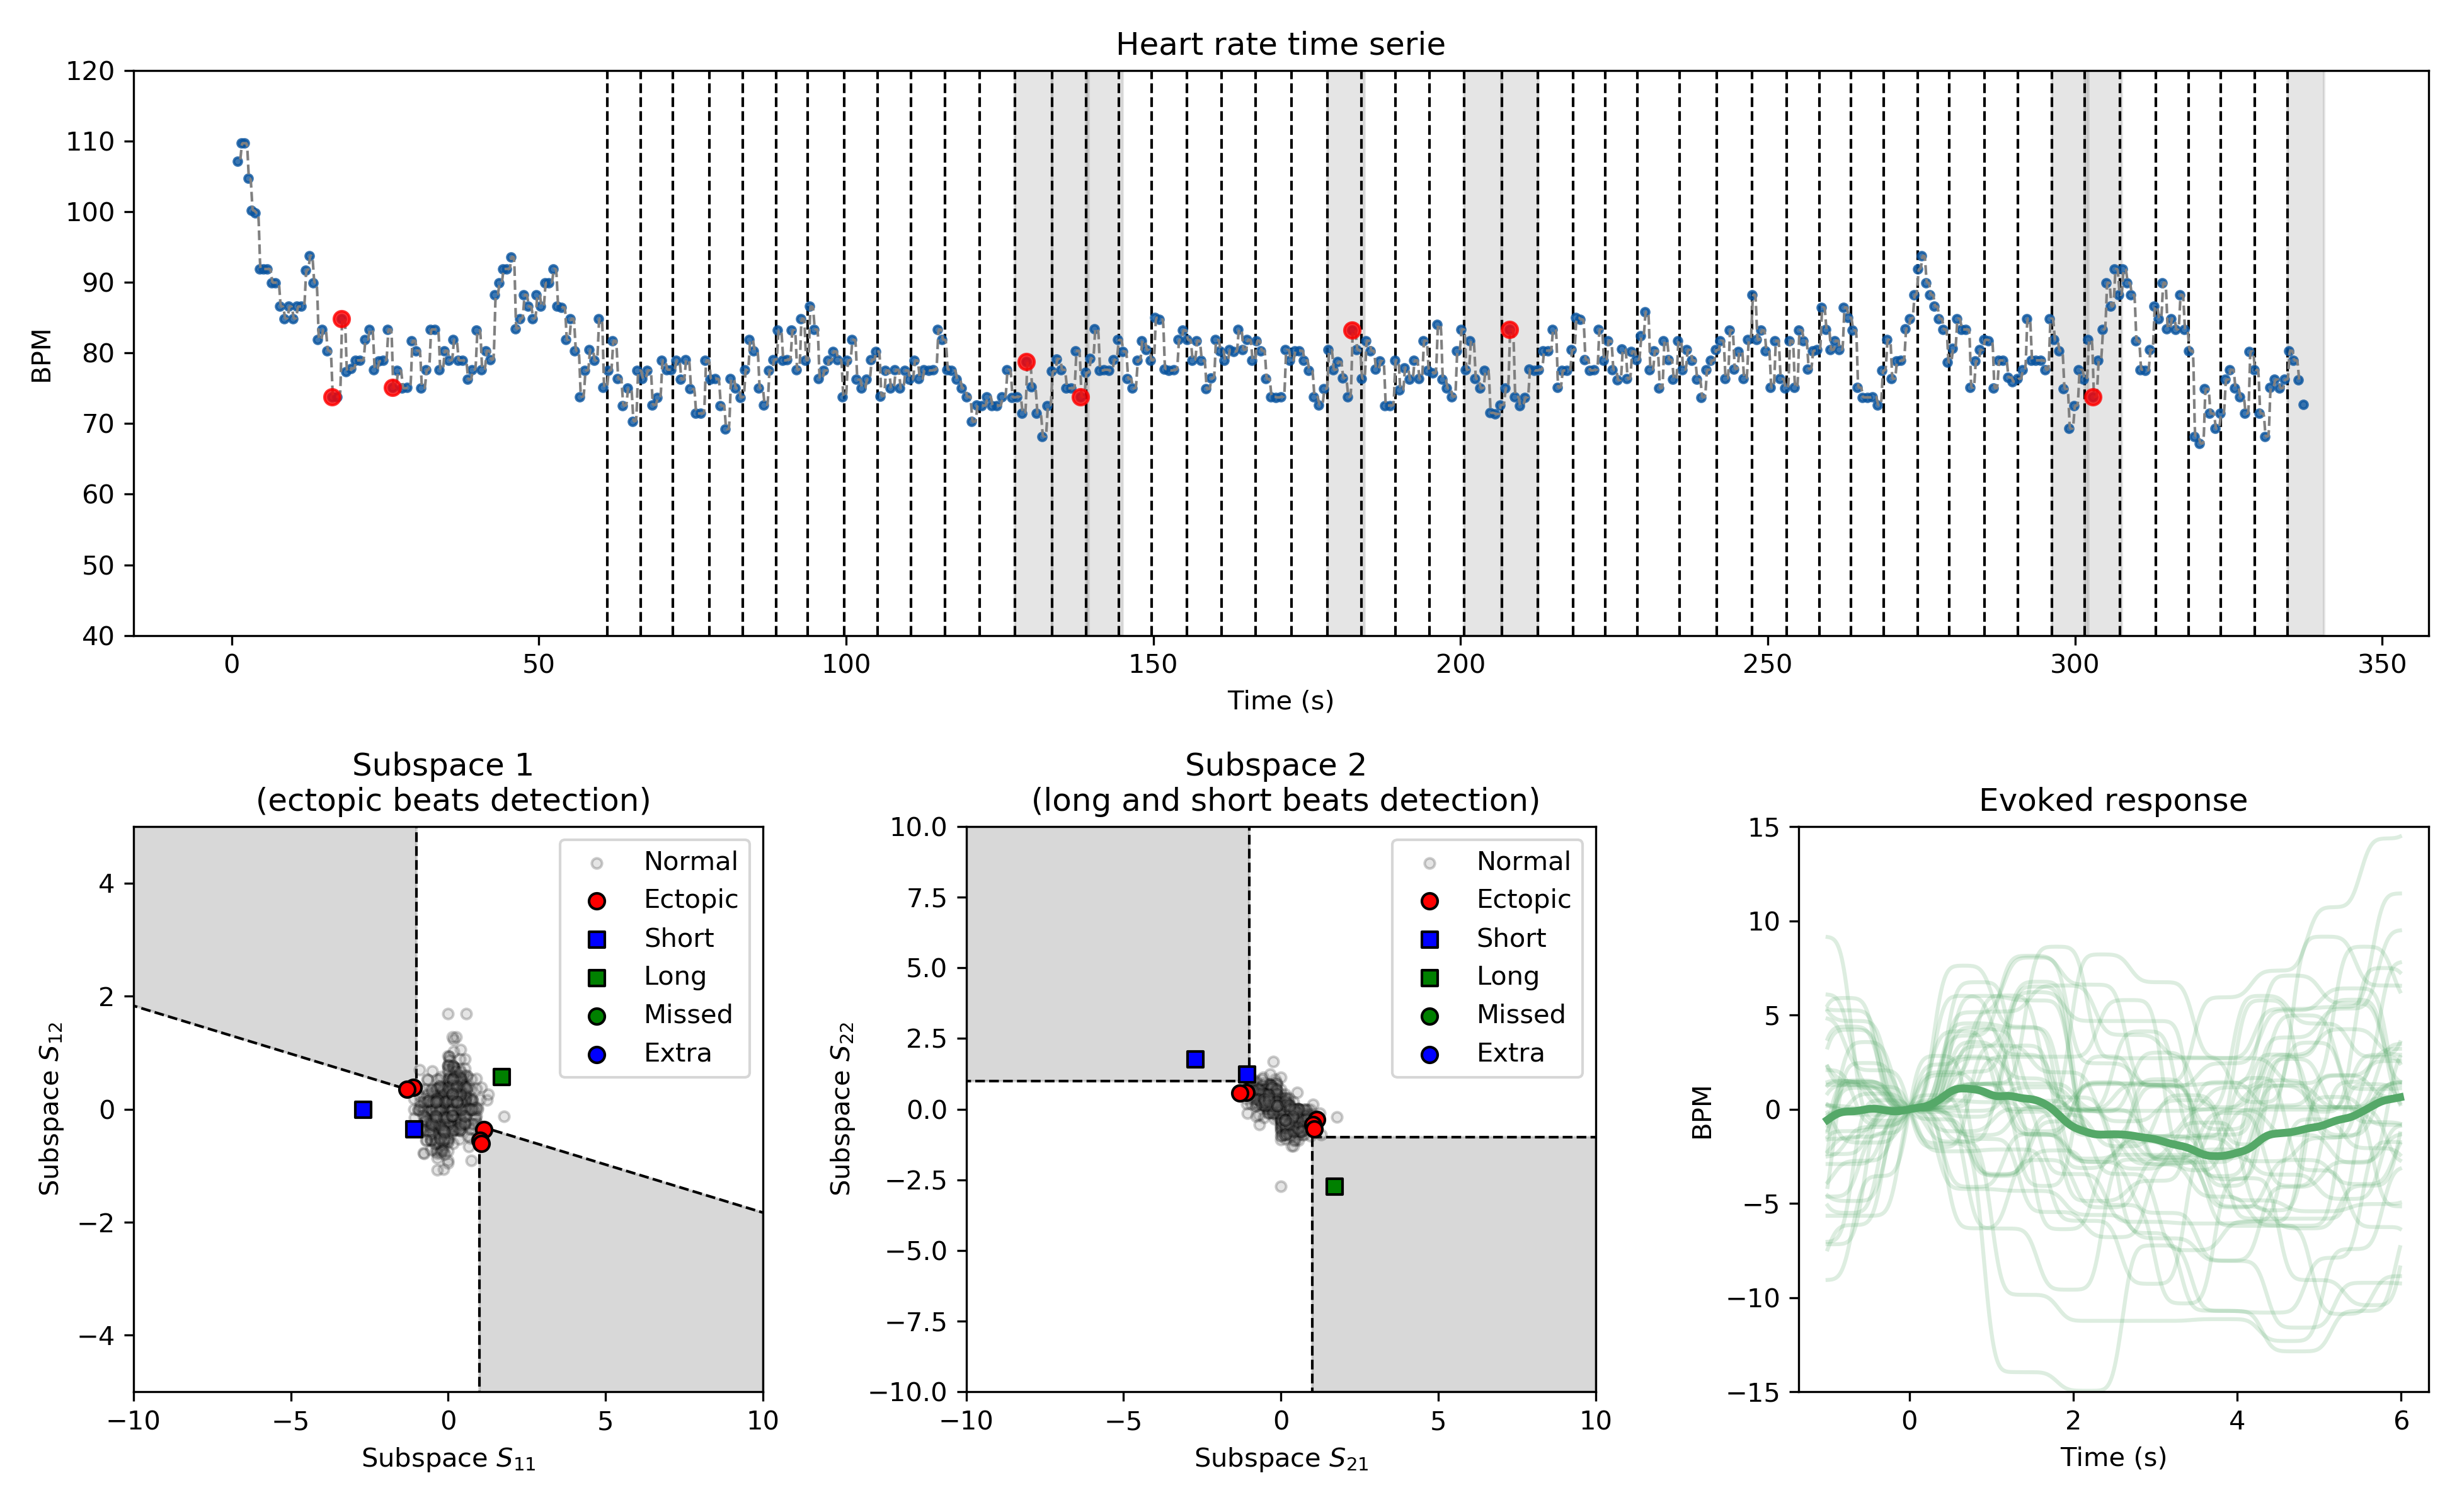 Heart rate time serie
120
110
100
90
80
70
60
50
40
BPM
0 50 100 150 200 250 300 350
Time (s)
Subspace 1
(ectopic beats detection)
4
2
0
−2
−4
Subspace S12
Normal
Ectopic
Short
Long
Missed
Extra
−10 −5 0 5 10
Subspace S11
Subspace 2
(long and short beats detection)
10.0
7.5
5.0
2.5
0.0
−2.5
−5.0
−7.5
−10.0
Subspace S22
Normal
Ectopic
Short
Long
Missed
Extra
−10 −5 0 5 10
Subspace S21
Evoked response
15
10
5
0
−5
−10
−15
BPM
0 2 4 6
Time (s)